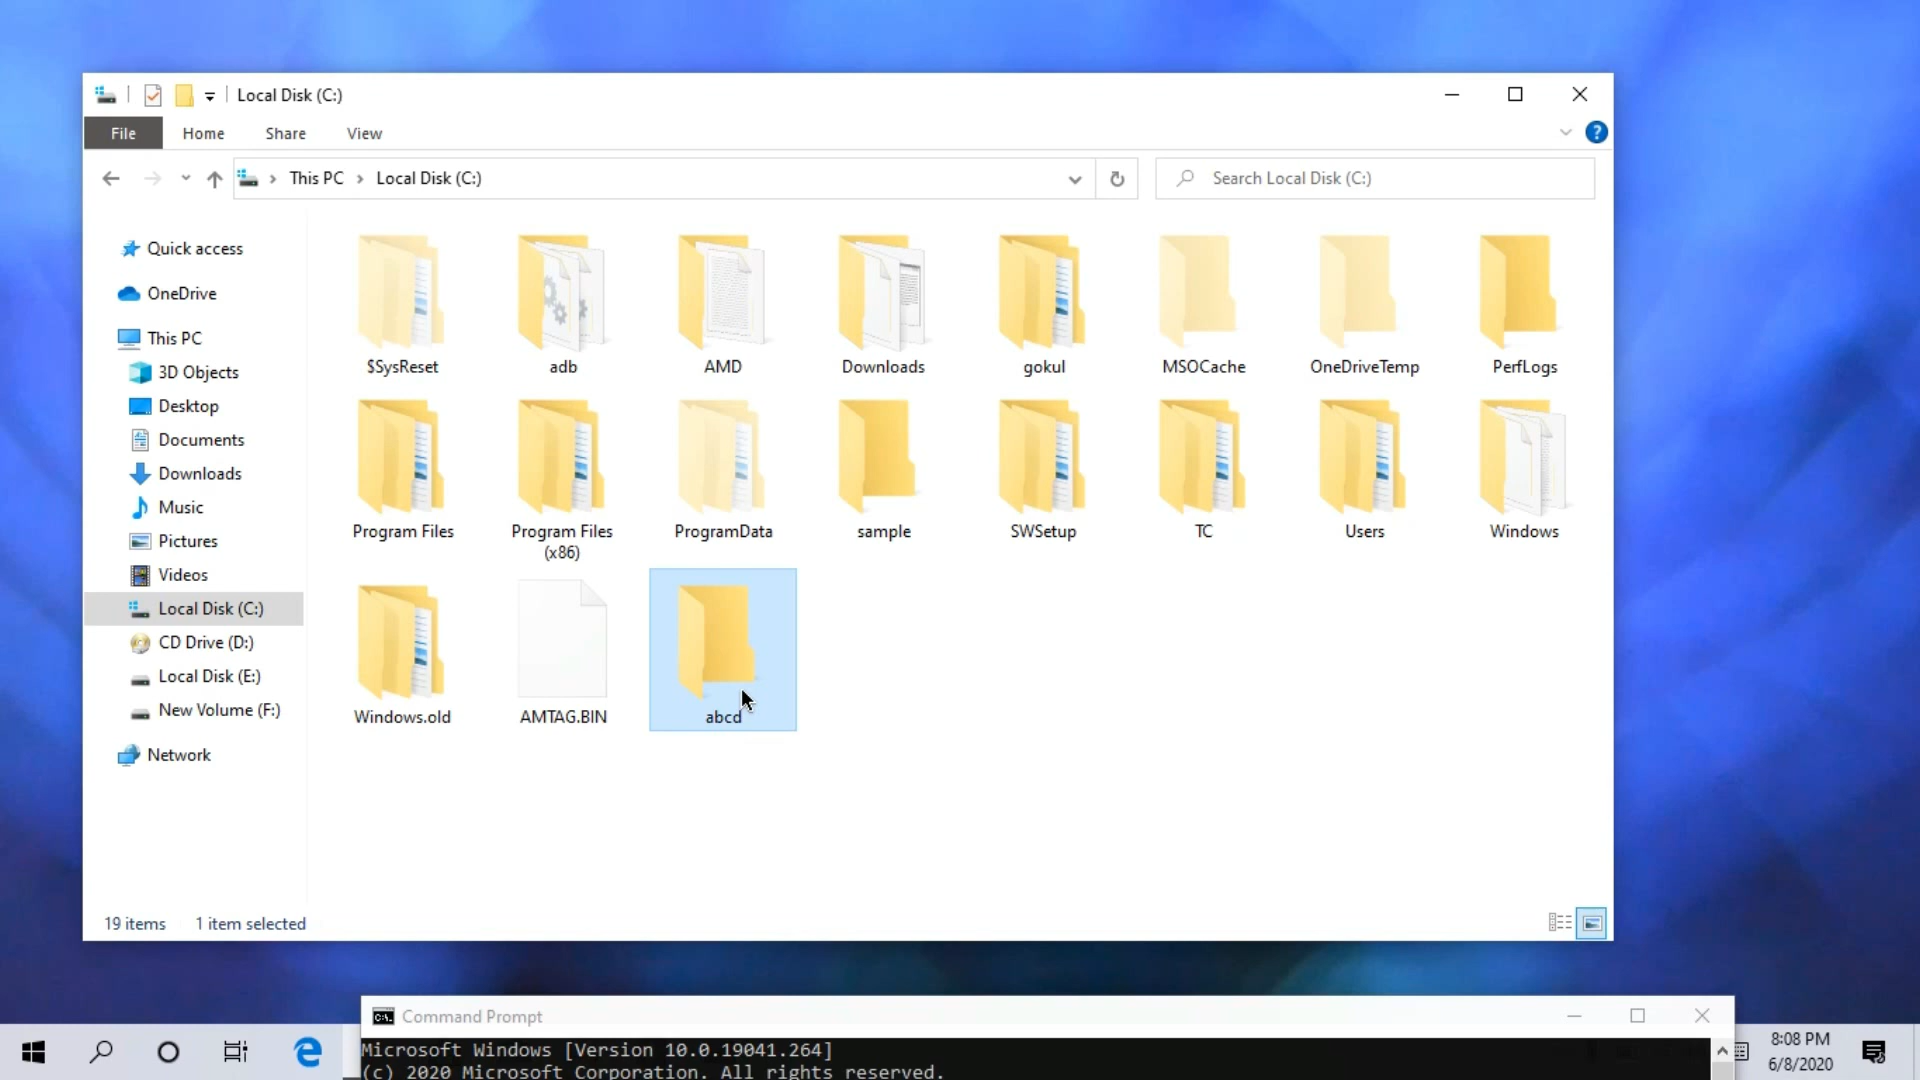 Local Disk (C:)
File Home Share View
This PC Local Disk (C:)
Search Local Disk (C:)
Quick access
OneDrive
This PC
3D Objects
Desktop
Documents
Downloads
Music
Pictures
Videos
Local Disk (C:)
CD Drive (D:)
Local Disk (E:)
New Volume (F:)
Network
$SysReset adb AMD Downloads gokul MSOCache OneDriveTemp PerfLogs
Program Files Program Files (x86) ProgramData sample SWSetup TC Users Windows
Windows.old AMTAG.BIN abcd
19 items 1 item selected
Command Prompt
Microsoft Windows [Version 10.0.19041.264]
(c) 2020 Microsoft Corporation. All rights reserved.
8:08 PM
6/8/2020